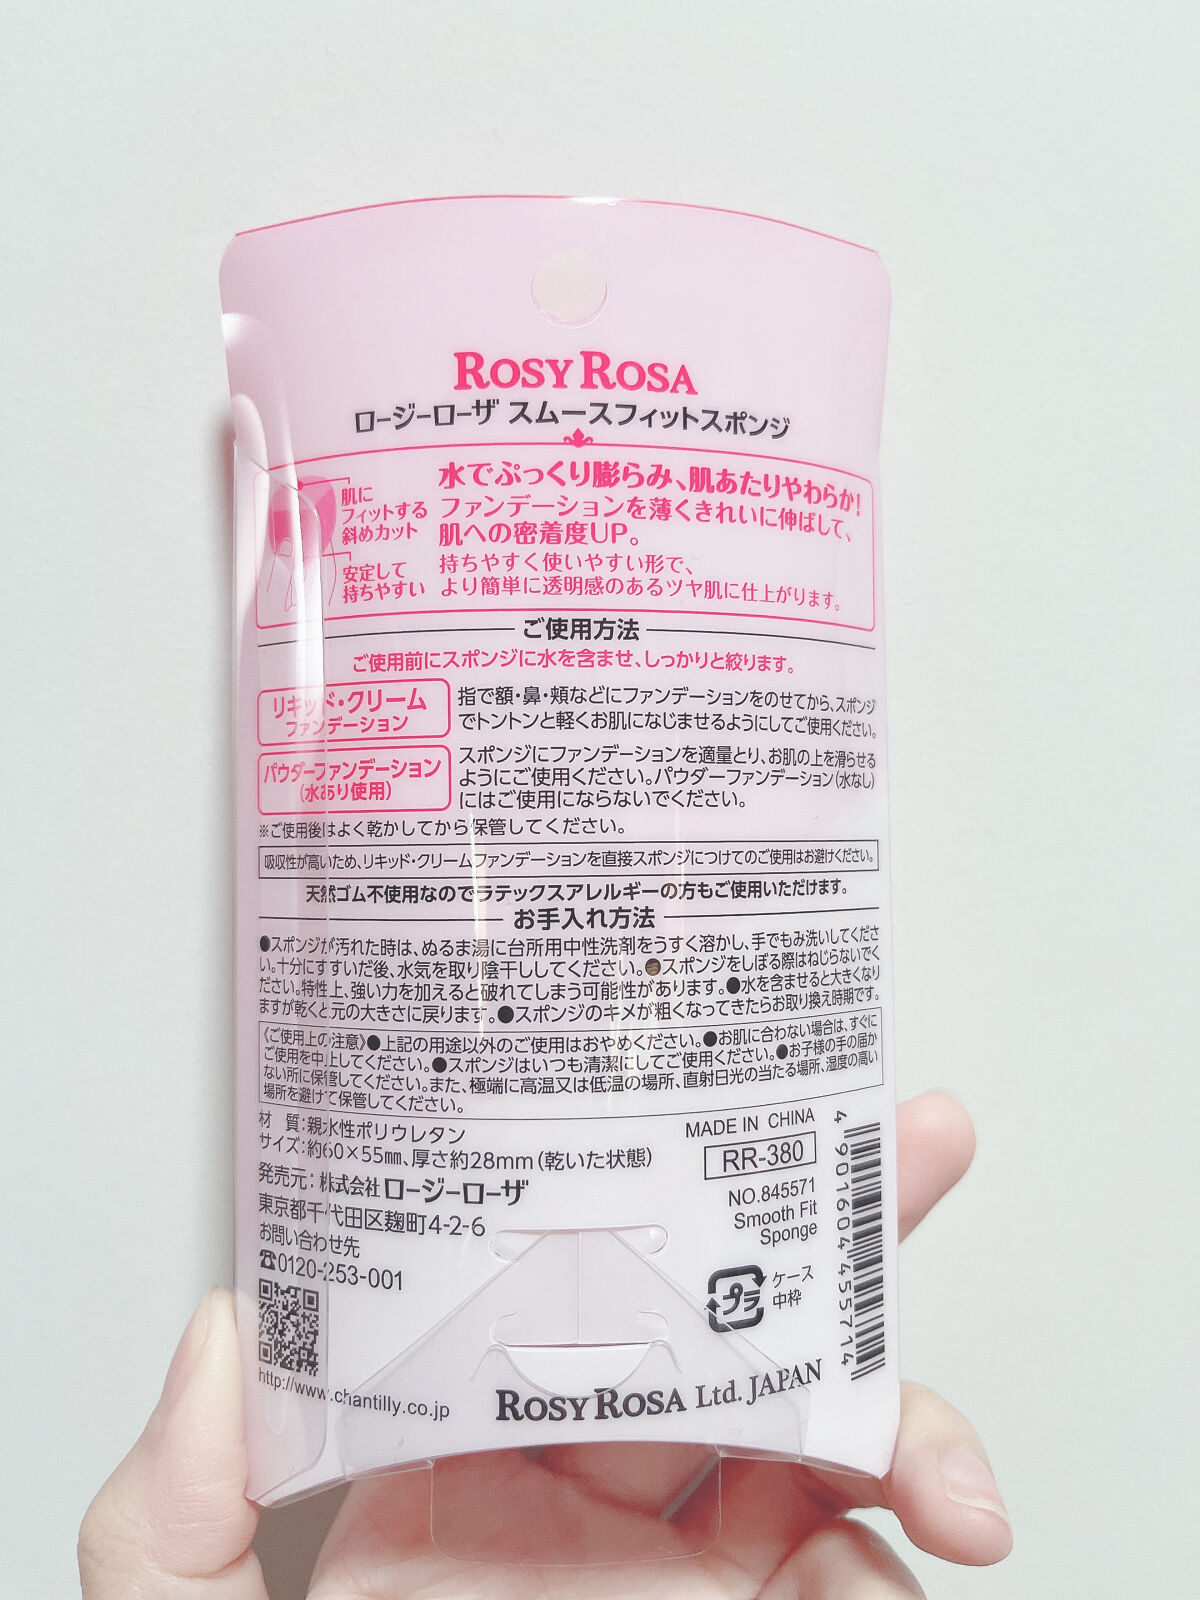 ROSY ROSA
ロージーローザ スムースフィットスポンジ
肌に
フィットする
斜めカット
安定して
持ちやすい
水でぷっくり膨らみ、肌あたりやわらか!
ファンデーションを薄くきれいに伸ばして、
肌への密着度UP。
持ちやすく使いやすい形で、
より簡単に透明感のあるツヤ肌に仕上がります。
ご使用方法
ご使用前にスポンジに水を含ませ、しっかりと絞ります。
リキッド・クリーム
ファンデーション
指で額・鼻・頬などにファンデーションをのせてから、スポンジ
でトントンと軽くお肌になじませるようにしてご使用ください。
パウダーファンデーション
(水あり使用)
スポンジにファンデーションを適量とり、お肌の上を滑らせる
ようにご使用ください。パウダーファンデーション(水なし)
にはご使用にならないでください。
※ご使用後はよく乾かしてから保管してください。
吸収性が高いため、リキッド・クリームファンデーションを直接スポンジにつけてのご使用はお避けください。
天然ゴム不使用なのでラテックスアレルギーの方もご使用いただけます。
お手入れ方法
●スポンジが汚れた時は、ぬるま湯に台所用中性洗剤をうすく溶かし、手でもみ洗いしてくださ
い。十分にすすいだ後、水気を取り陰干ししてください。●スポンジをしぼる際はねじらないでく
ださい。特性上、強い力を加えると破れてしまう可能性があります。●水を含ませると大きくなり
ますが乾くと元の大きさに戻ります。●スポンジのキメが粗くなってきたらお取り換え時期です。
《ご使用上の注意》●上記の用途以外のご使用はおやめください。●お肌に合わない場合は、すぐに
ご使用を中止してください。●スポンジはいつも清潔にしてご使用ください。●お子様の手の届か
ない所に保管してください。また、極端に高温又は低温の場所、直射日光の当たる場所、湿度の高い
場所を避けて保管してください。
材 質:親水性ポリウレタン
サイズ:約60×55mm、厚さ約28mm(乾いた状態)
発売元:株式会社ロージーローザ
東京都千代田区麹町4-2-6
お問い合わせ先
☎0120-253-001
http://www.chantilly.co.jp
MADE IN CHINA
RR-380
NO.845571
Smooth Fit
Sponge
プラ
ケース
中枠
4 901604 455714
ROSY ROSA Ltd. JAPAN